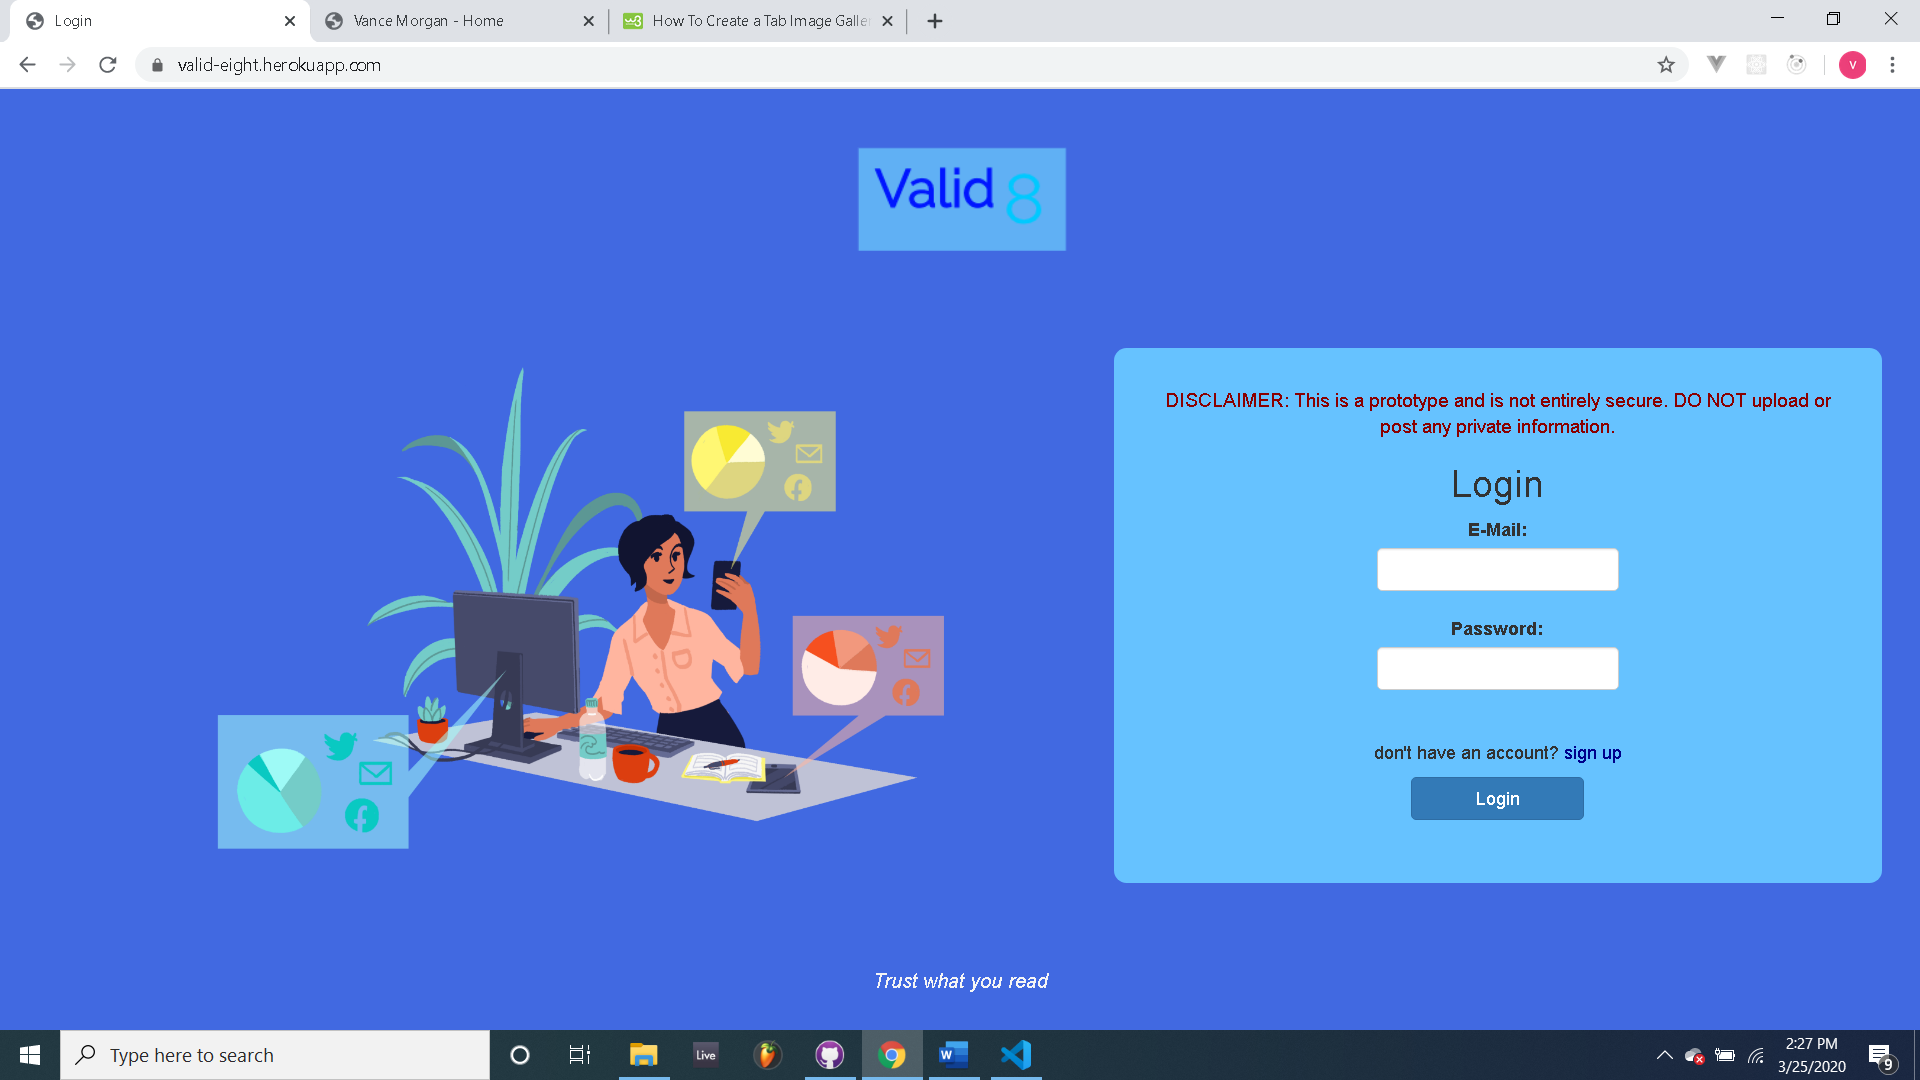 Login
Vance Morgan - Home
How To Create a Tab Image Galle
valid-eight.herokuapp.com
V
Valid 8
DISCLAIMER: This is a prototype and is not entirely secure. DO NOT upload or
post any private information.
Login
E-Mail:
Password:
don't have an account? sign up
Login
Trust what you read
Type here to search
Live
W
2:27 PM
3/25/2020
9